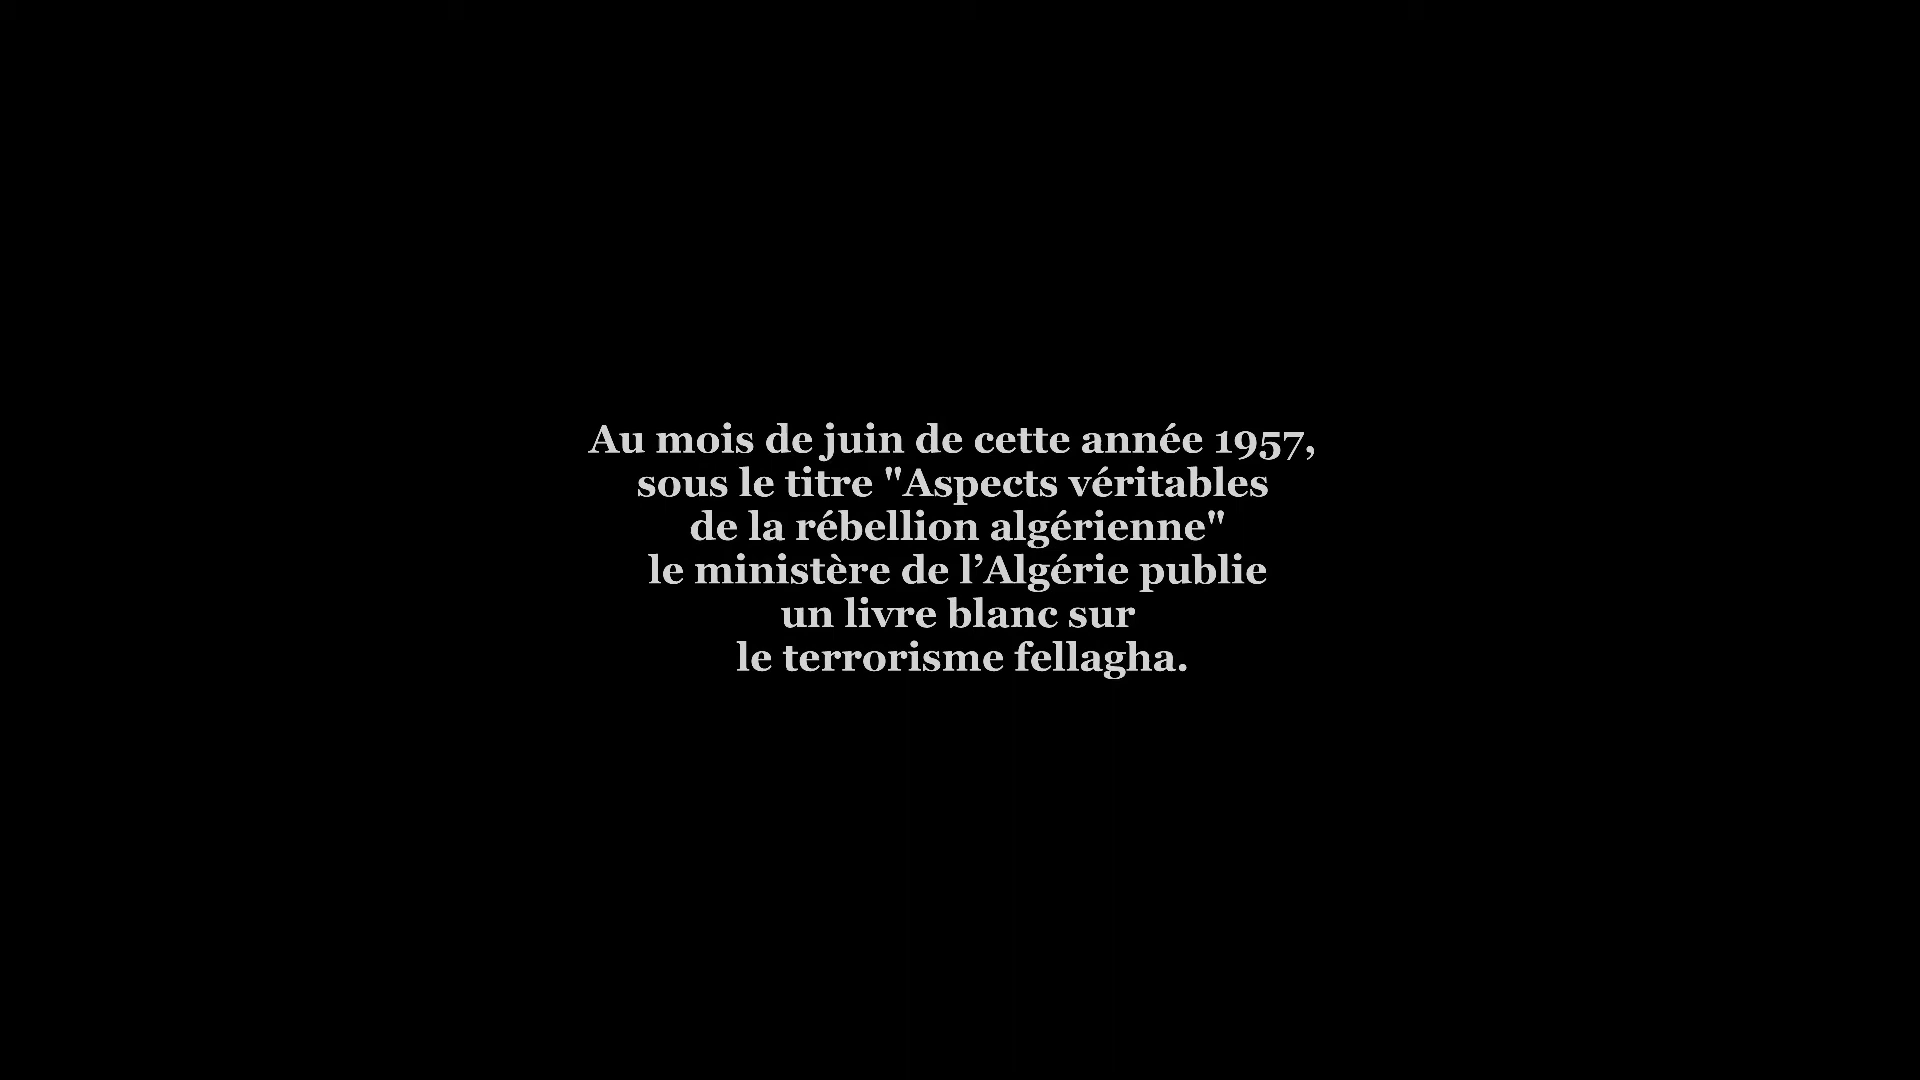 Au mois de juin de cette année 1957,
sous le titre "Aspects véritables
de la rébellion algérienne"
le ministère de l’Algérie publie
un livre blanc sur
le terrorisme fellagha.